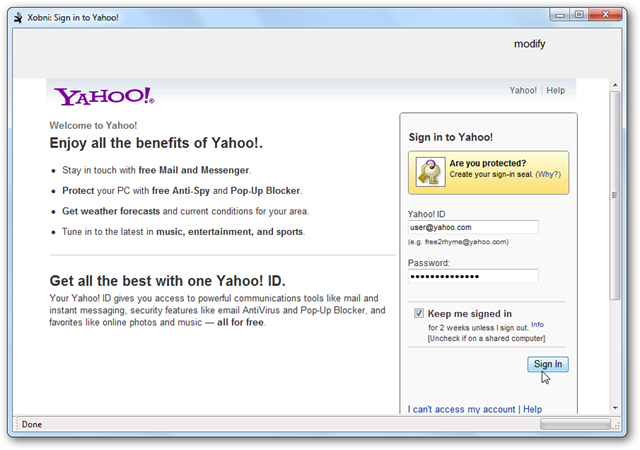 Xobni: Sign in to Yahoo!
modify
YAHOO!®
Yahoo! | Help
Welcome to Yahoo!
Enjoy all the benefits of Yahoo!.
• Stay in touch with free Mail and Messenger.
• Protect your PC with free Anti-Spy and Pop-Up Blocker.
• Get weather forecasts and current conditions for your area.
• Tune in to the latest in music, entertainment, and sports.
Get all the best with one Yahoo! ID.
Your Yahoo! ID gives you access to powerful communications tools like mail and
instant messaging, security features like email AntiVirus and Pop-Up Blocker, and
favorites like online photos and music — all for free.
Sign in to Yahoo!
Are you protected?
Create your sign-in seal. (Why?)
Yahoo! ID
user@yahoo.com
(e.g. free2rhyme@yahoo.com)
Password:
••••••••••••••
Keep me signed in
for 2 weeks unless I sign out. Info
[Uncheck if on a shared computer]
Sign In
I can't access my account | Help
Done